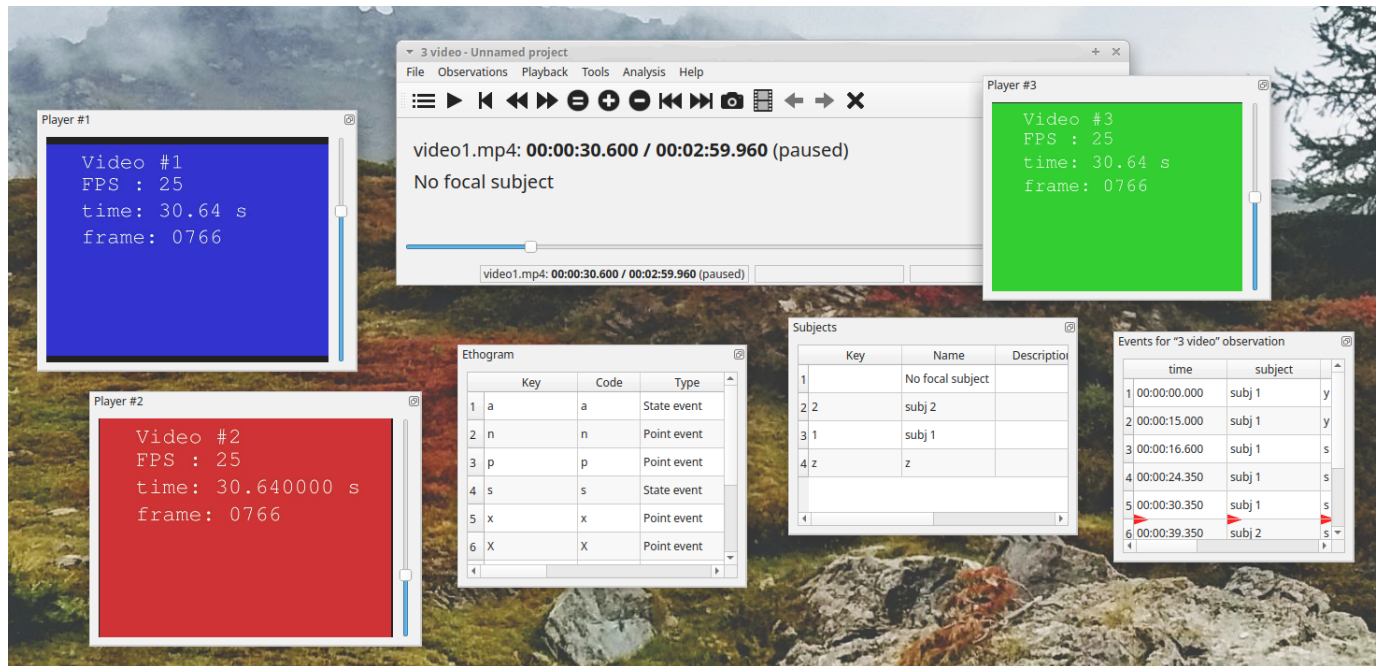 3 video - Unnamed project
File Observations Playback Tools Analysis Help
video1.mp4: 00:00:30.600 / 00:02:59.960 (paused)
No focal subject
video1.mp4: 00:00:30.600 / 00:02:59.960 (paused)
Player #1
Video #1
FPS : 25
time: 30.64 s
frame: 0766
Player #3
Video #3
FPS : 25
time: 30.64 s
frame: 0766
Player #2
Video #2
FPS : 25
time: 30.640000 s
frame: 0766
Ethogram
Key Code Type
1 a a State event
2 n n Point event
3 p p Point event
4 s s State event
5 x x Point event
6 X X Point event
Subjects
Key Name Description
1 No focal subject
2 2 subj 2
3 1 subj 1
4 z z
Events for “3 video” observation
time subject
1 00:00:00.000 subj 1 y
2 00:00:15.000 subj 1 y
3 00:00:16.600 subj 1 s
4 00:00:24.350 subj 1 s
5 00:00:30.350 subj 1 s
6 00:00:39.350 subj 2 s